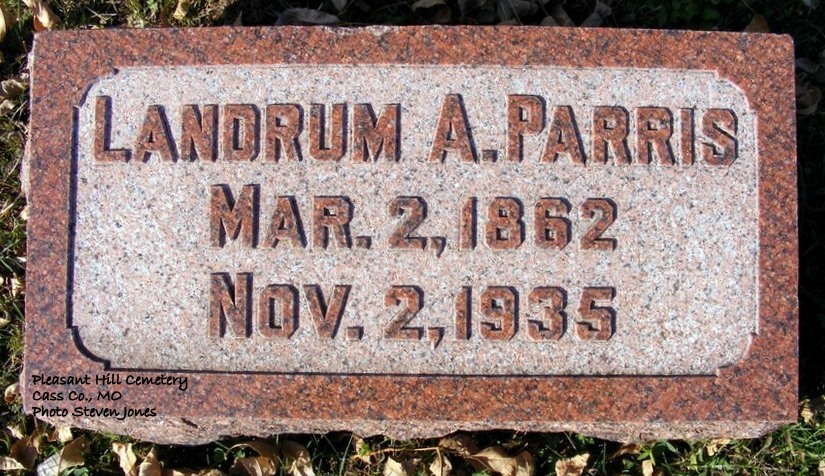 LANDRUM A. PARRIS
MAR. 2, 1862
NOV. 2, 1935
Pleasant Hill Cemetery
Cass Co., MO
Photo Steven Jones